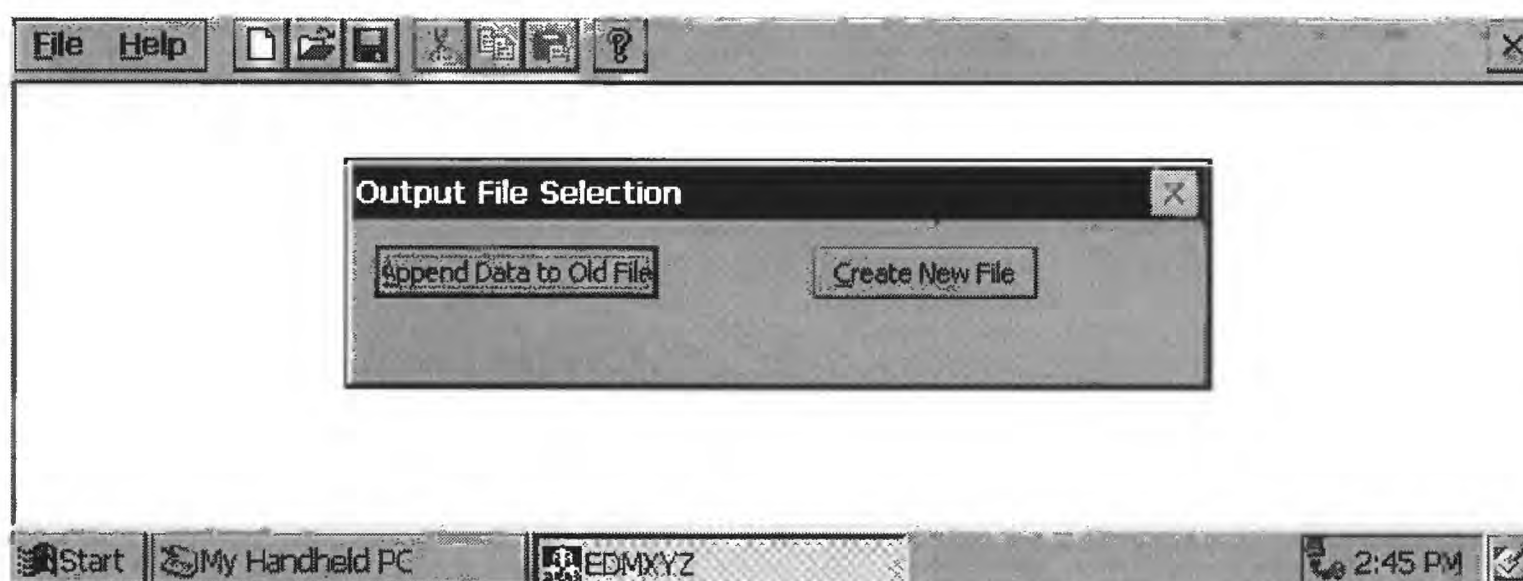 File Help
Output File Selection
Append Data to Old File Create New File
Start My Handheld PC EDMXYZ 2:45 PM